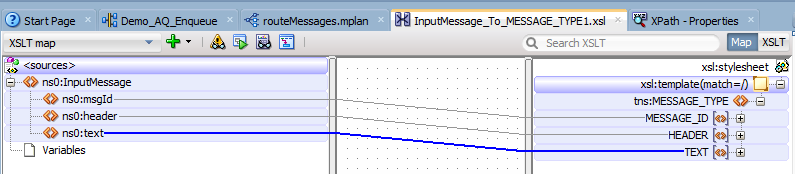 Start Page Demo_AQ_Enqueue routeMessages.mplan InputMessage_To_MESSAGE_TYPE1.xsl XPath - Properties
XSLT map Search XSLT Map XSLT
<sources> xsl:stylesheet
ns0:InputMessage xsl:template(match=/)
ns0:msgId tns:MESSAGE_TYPE
ns0:header MESSAGE_ID
ns0:text HEADER
Variables TEXT